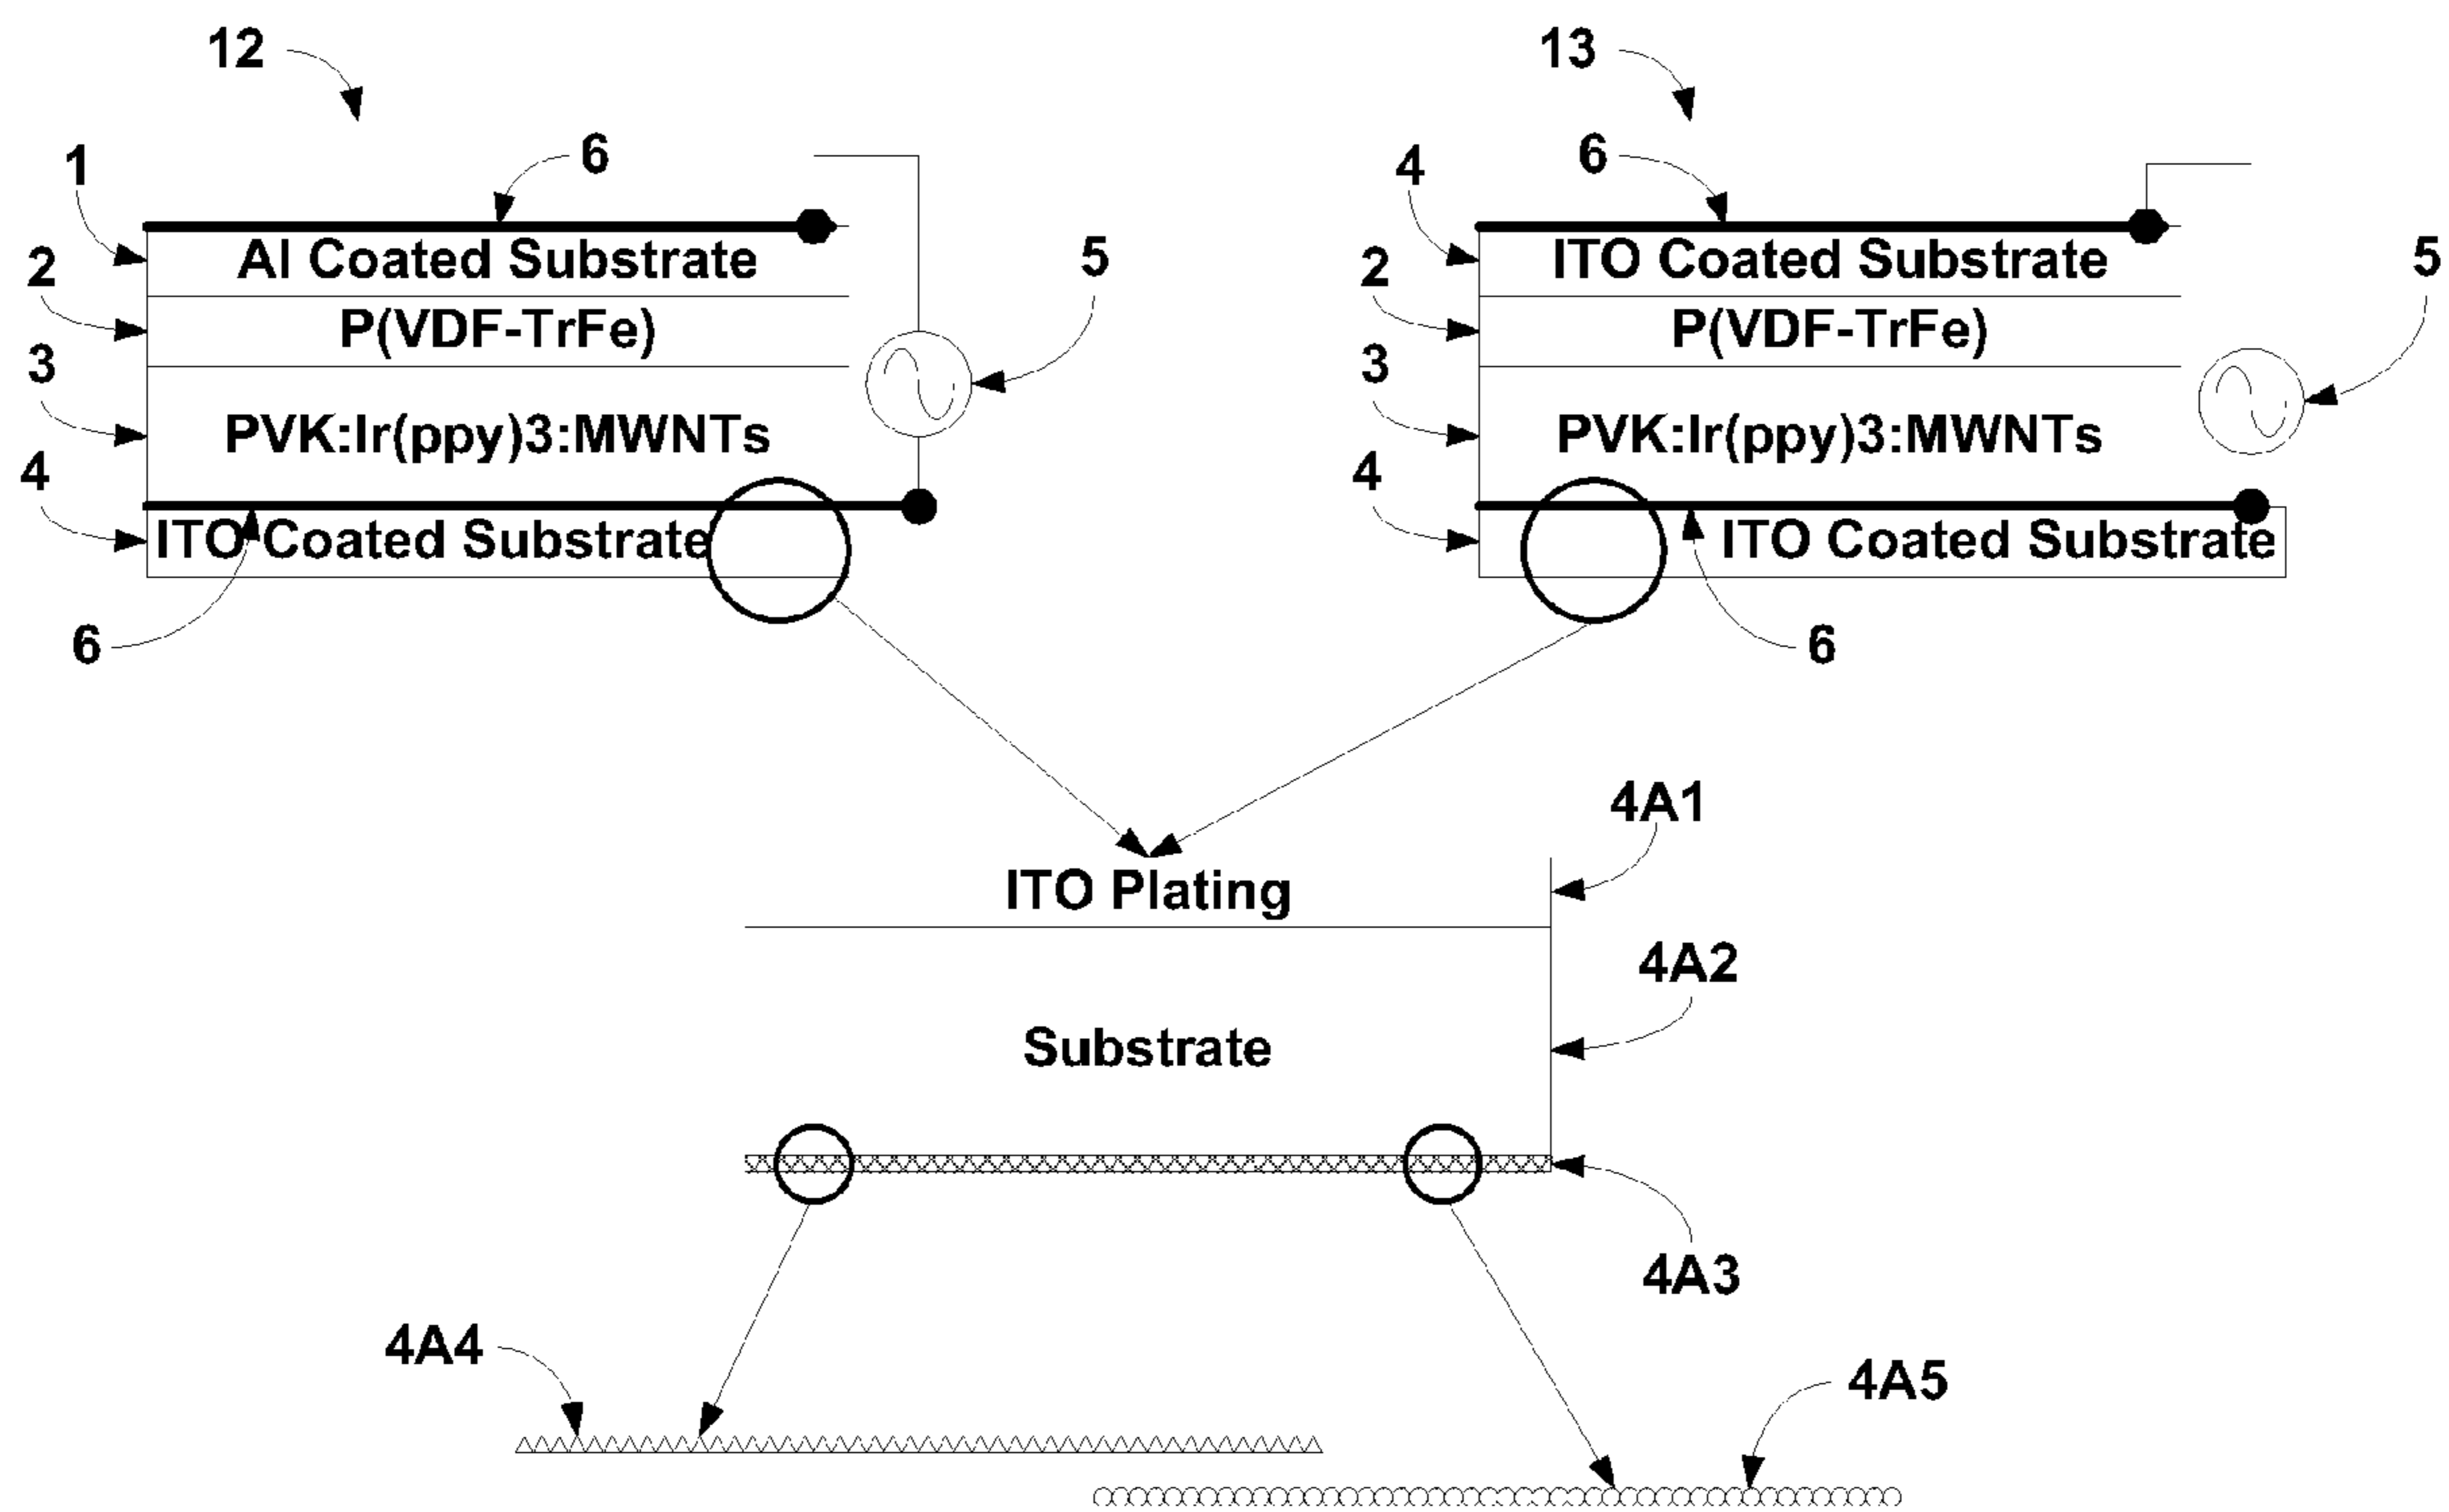 12
13
6
6
1
4
Al Coated Substrate
ITO Coated Substrate
5
5
2
2
P(VDF-TrFe)
P(VDF-TrFe)
3
3
PVK:Ir(ppy)3:MWNTs
PVK:Ir(ppy)3:MWNTs
4
4
ITO Coated Substrate
ITO Coated Substrate
6
6
4A1
ITO Plating
4A2
Substrate
4A3
4A4
4A5